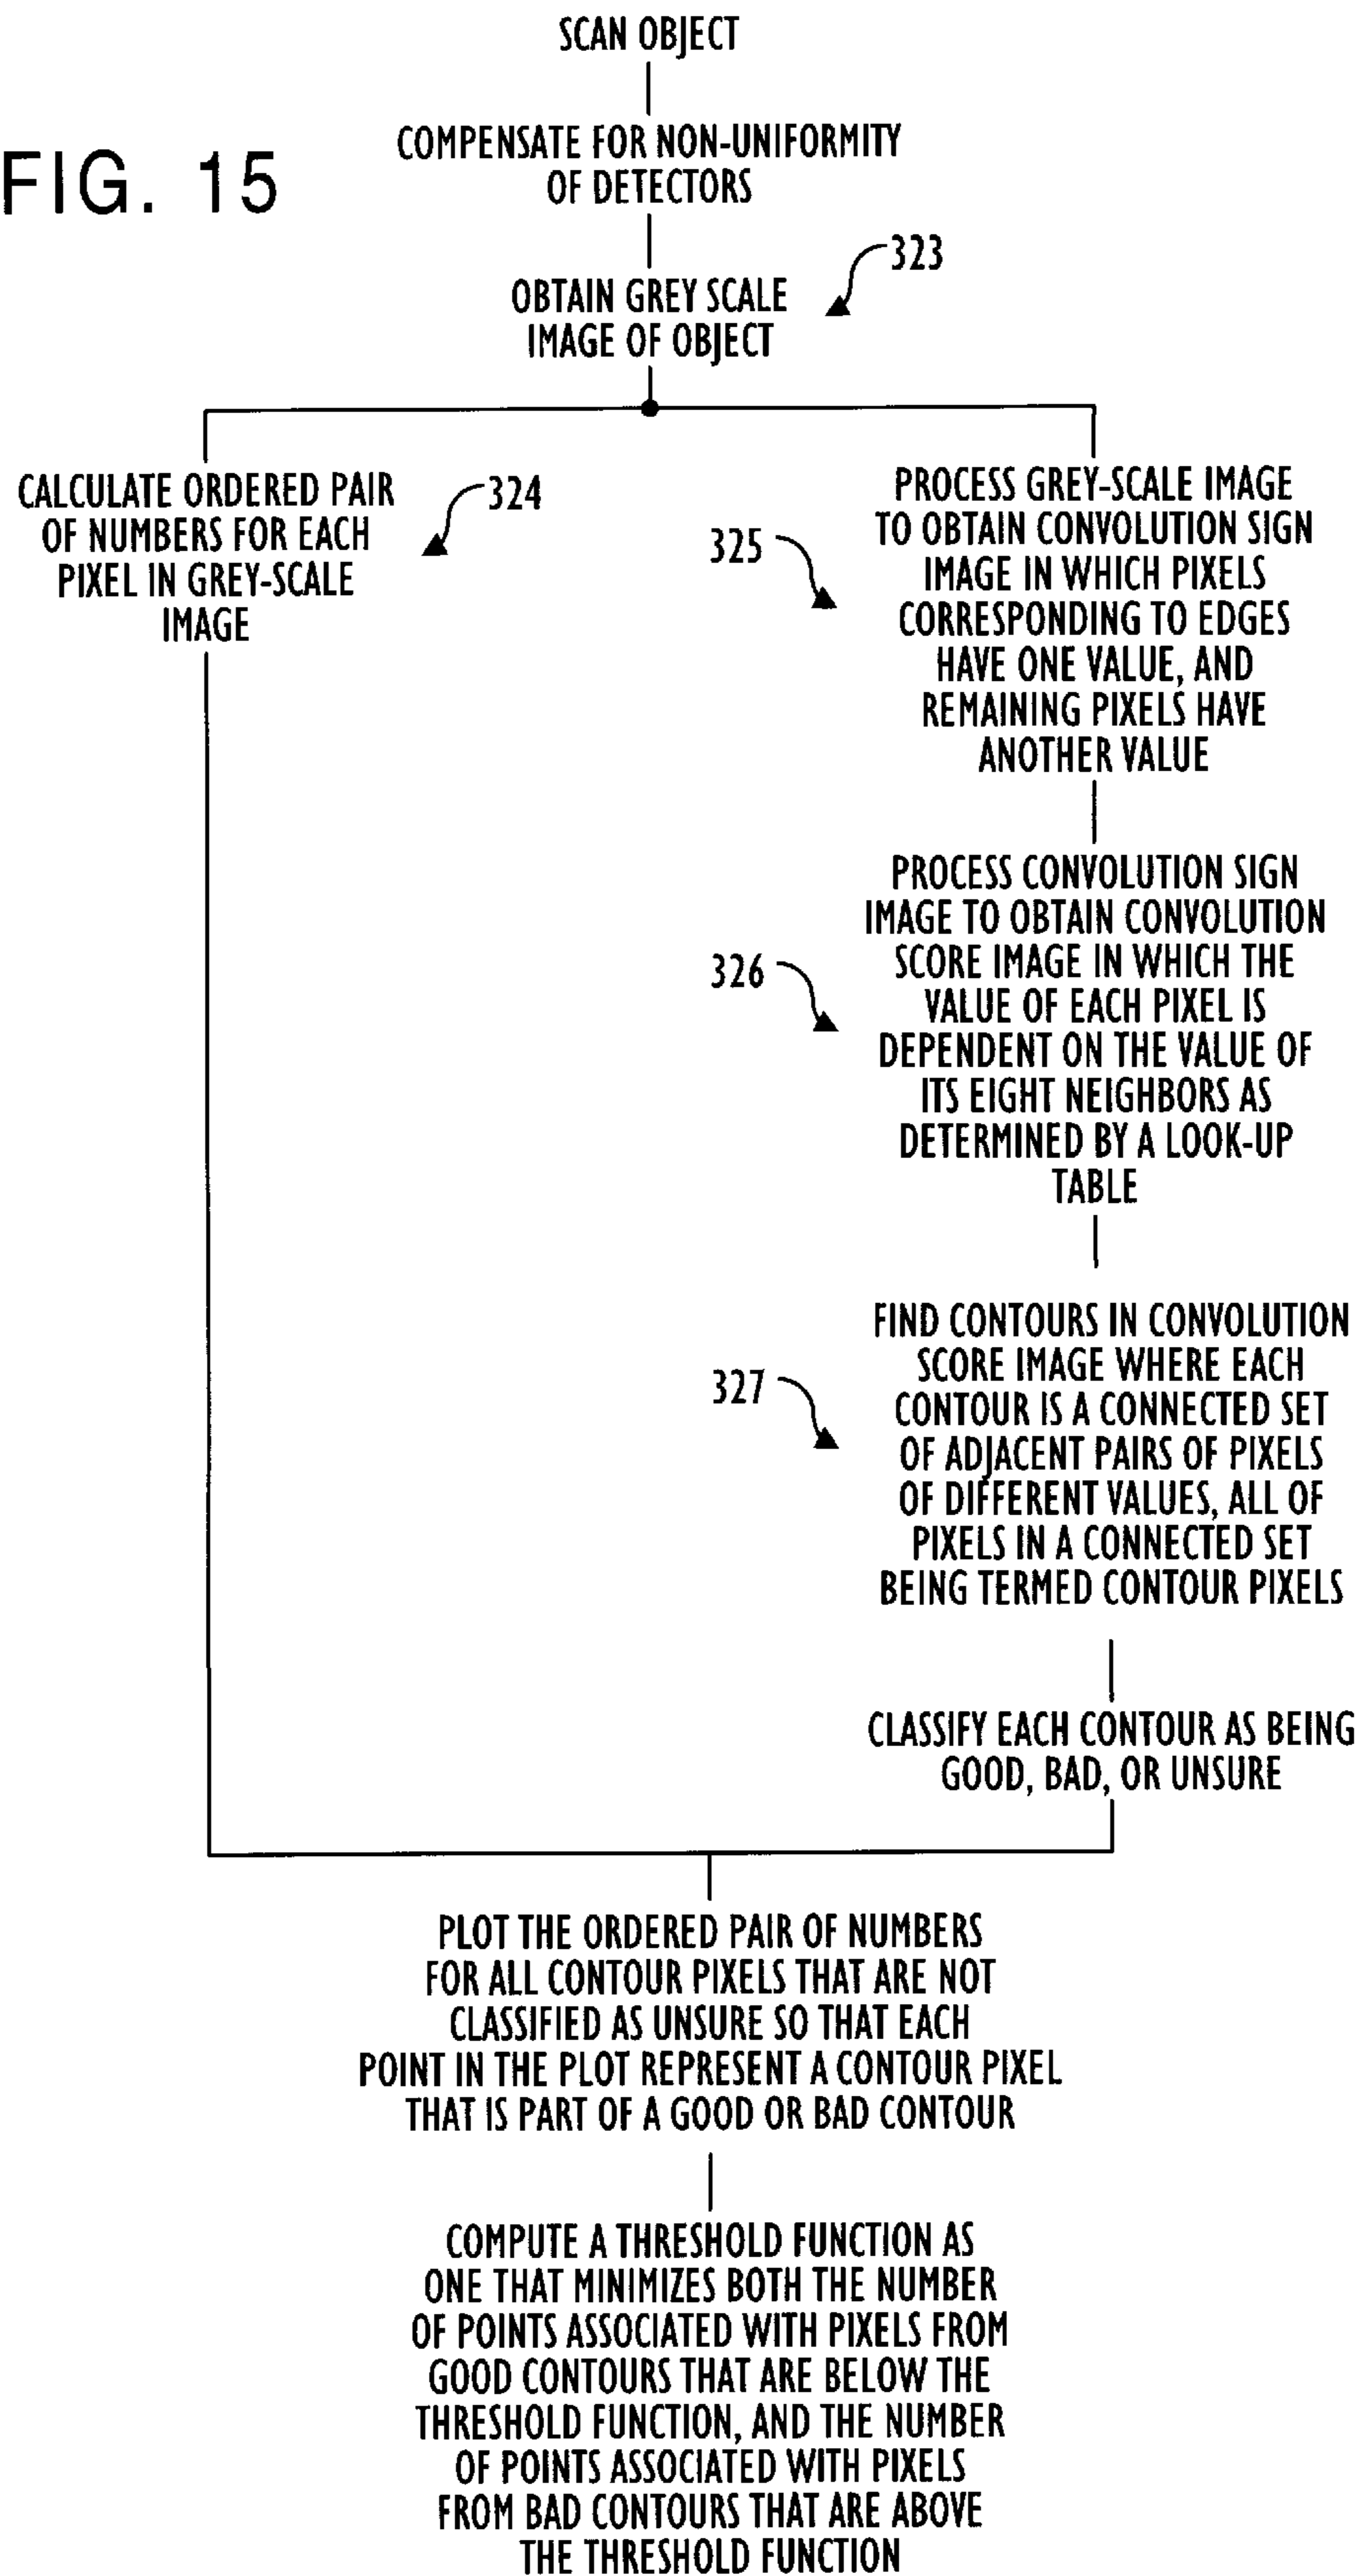 SCAN OBJECT
FIG. 15
COMPENSATE FOR NON-UNIFORMITY
OF DETECTORS
323
OBTAIN GREY SCALE
IMAGE OF OBJECT
CALCULATE ORDERED PAIR
OF NUMBERS FOR EACH
PIXEL IN GREY-SCALE
IMAGE
324
325
PROCESS GREY-SCALE IMAGE
TO OBTAIN CONVOLUTION SIGN
IMAGE IN WHICH PIXELS
CORRESPONDING TO EDGES
HAVE ONE VALUE, AND
REMAINING PIXELS HAVE
ANOTHER VALUE
326
PROCESS CONVOLUTION SIGN
IMAGE TO OBTAIN CONVOLUTION
SCORE IMAGE IN WHICH THE
VALUE OF EACH PIXEL IS
DEPENDENT ON THE VALUE OF
ITS EIGHT NEIGHBORS AS
DETERMINED BY A LOOK-UP
TABLE
327
FIND CONTOURS IN CONVOLUTION
SCORE IMAGE WHERE EACH
CONTOUR IS A CONNECTED SET
OF ADJACENT PAIRS OF PIXELS
OF DIFFERENT VALUES, ALL OF
PIXELS IN A CONNECTED SET
BEING TERMED CONTOUR PIXELS
CLASSIFY EACH CONTOUR AS BEING
GOOD, BAD, OR UNSURE
PLOT THE ORDERED PAIR OF NUMBERS
FOR ALL CONTOUR PIXELS THAT ARE NOT
CLASSIFIED AS UNSURE SO THAT EACH
POINT IN THE PLOT REPRESENT A CONTOUR PIXEL
THAT IS PART OF A GOOD OR BAD CONTOUR
COMPUTE A THRESHOLD FUNCTION AS
ONE THAT MINIMIZES BOTH THE NUMBER
OF POINTS ASSOCIATED WITH PIXELS FROM
GOOD CONTOURS THAT ARE BELOW THE
THRESHOLD FUNCTION, AND THE NUMBER
OF POINTS ASSOCIATED WITH PIXELS
FROM BAD CONTOURS THAT ARE ABOVE
THE THRESHOLD FUNCTION